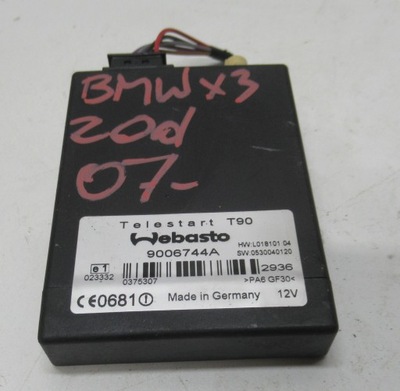 BMW X3
20d
07-
Telestart T90
Webasto
HW:L018101 04
9006744A
SW:0530040120
e1
2936
023332 0375307
>PA6 GF30<
CE0681!
Made in Germany
12V